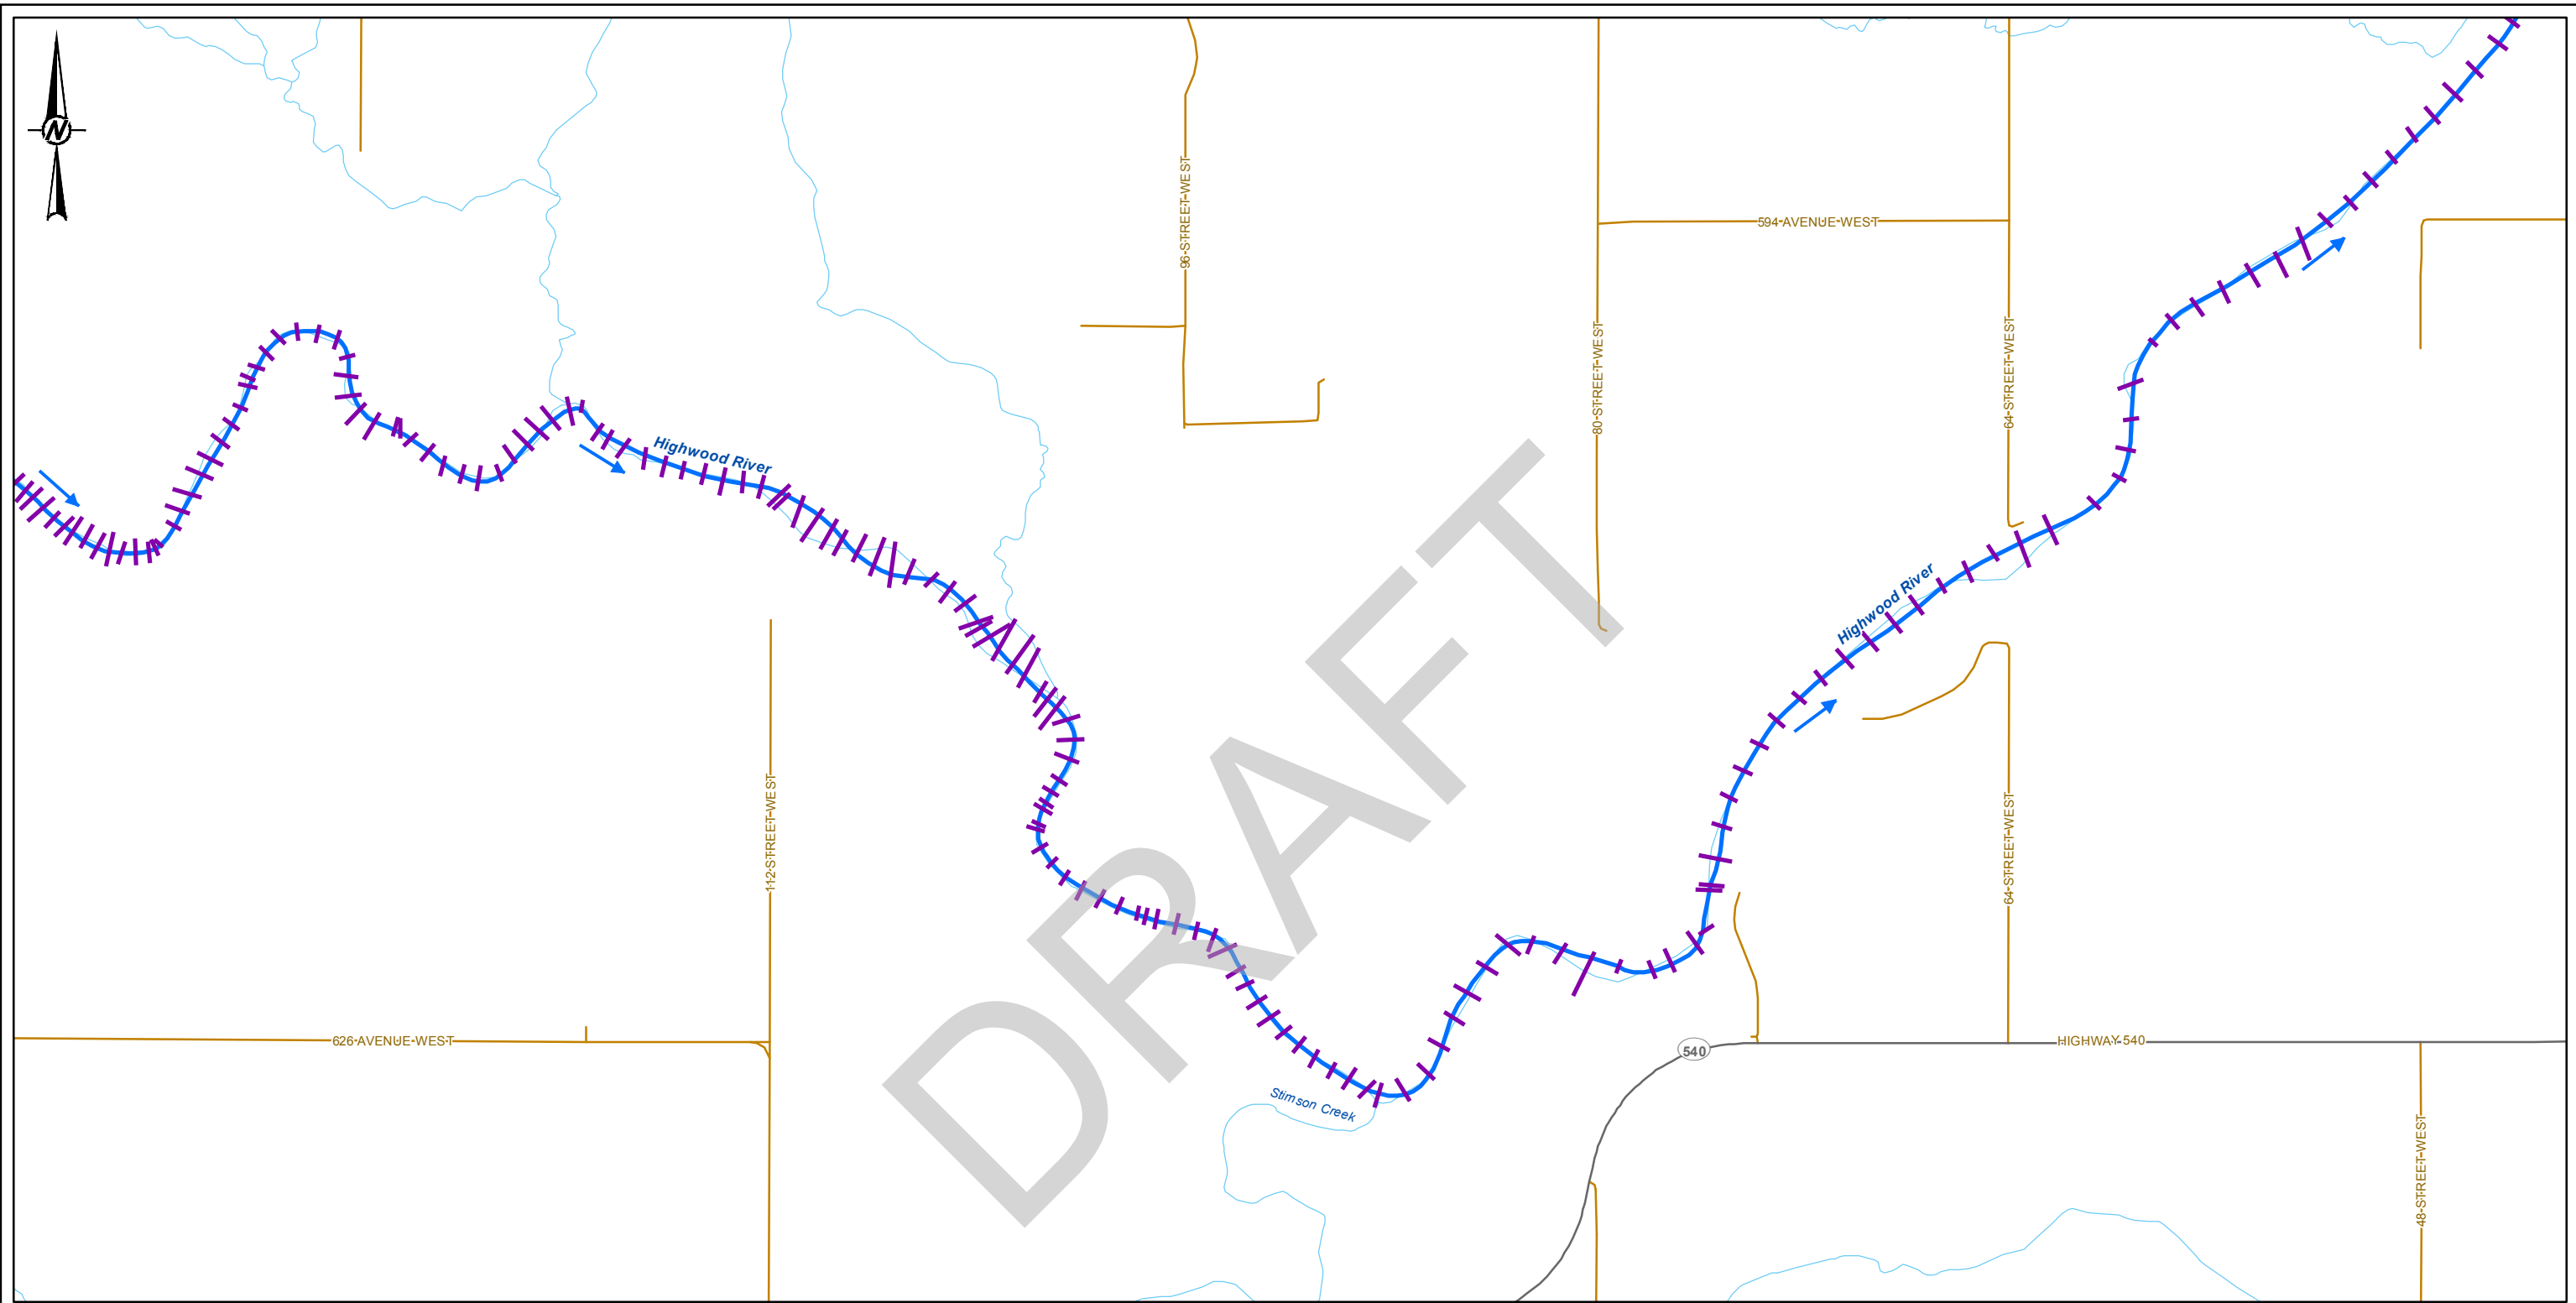 N
96 STREET WEST
594 AVENUE WEST
80 STREET WEST
64 STREET WEST
Highwood River
Highwood River
112 STREET WEST
64 STREET WEST
DRAFT
626 AVENUE WEST
540
HIGHWAY 540
Stimson Creek
48 STREET WEST